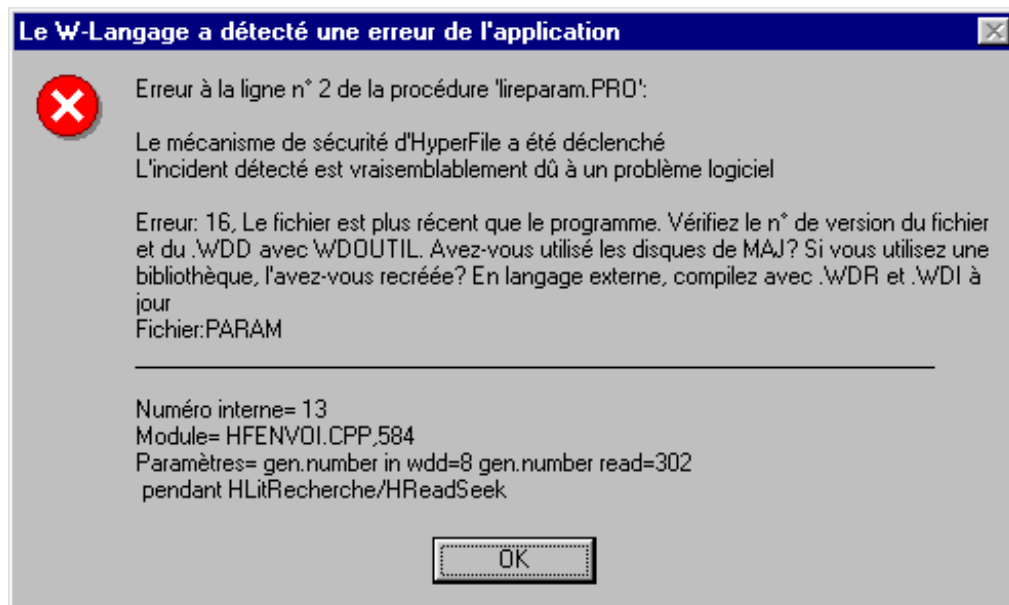 Le W-Langage a détecté une erreur de l'application
Erreur à la ligne n° 2 de la procédure 'lireparam.PRO':
Le mécanisme de sécurité d'HyperFile a été déclenché
L'incident détecté est vraisemblablement dû à un problème logiciel
Erreur: 16, Le fichier est plus récent que le programme. Vérifiez le n° de version du fichier
et du .WDD avec WDOUTIL. Avez-vous utilisé les disques de MAJ? Si vous utilisez une
bibliothèque, l'avez-vous recréée? En langage externe, compilez avec .WDR et .WDI à
jour
Fichier:PARAM
Numéro interne= 13
Module= HFENVOI.CPP,584
Paramètres= gen.number in wdd=8 gen.number read=302
pendant HLitRecherche/HReadSeek
OK